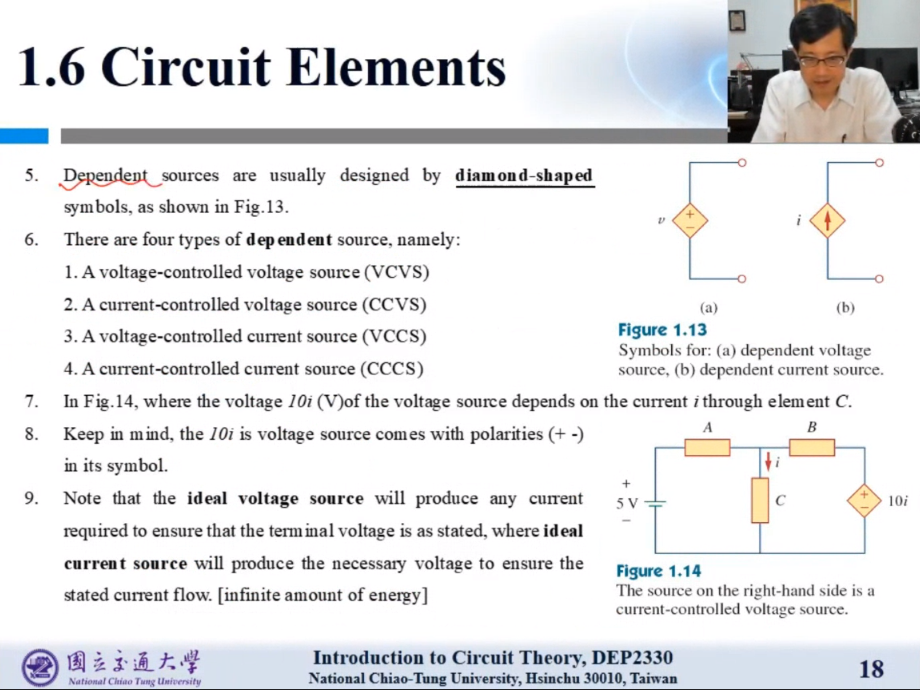 1.6 Circuit Elements
5. Dependent sources are usually designed by diamond-shaped
symbols, as shown in Fig.13.
6. There are four types of dependent source, namely:
1. A voltage-controlled voltage source (VCVS)
2. A current-controlled voltage source (CCVS)
3. A voltage-controlled current source (VCCS)
4. A current-controlled current source (CCCS)
v
+
−
i
(a)
(b)
Figure 1.13
Symbols for: (a) dependent voltage
source, (b) dependent current source.
7. In Fig.14, where the voltage 10i (V)of the voltage source depends on the current i through element C.
8. Keep in mind, the 10i is voltage source comes with polarities (+ -)
in its symbol.
9. Note that the ideal voltage source will produce any current
required to ensure that the terminal voltage is as stated, where ideal
current source will produce the necessary voltage to ensure the
stated current flow. [infinite amount of energy]
A
B
i
+
5 V
−
C
+
−
10i
Figure 1.14
The source on the right-hand side is a
current-controlled voltage source.
國立交通大學
National Chiao Tung University
Introduction to Circuit Theory, DEP2330
National Chiao-Tung University, Hsinchu 30010, Taiwan
18